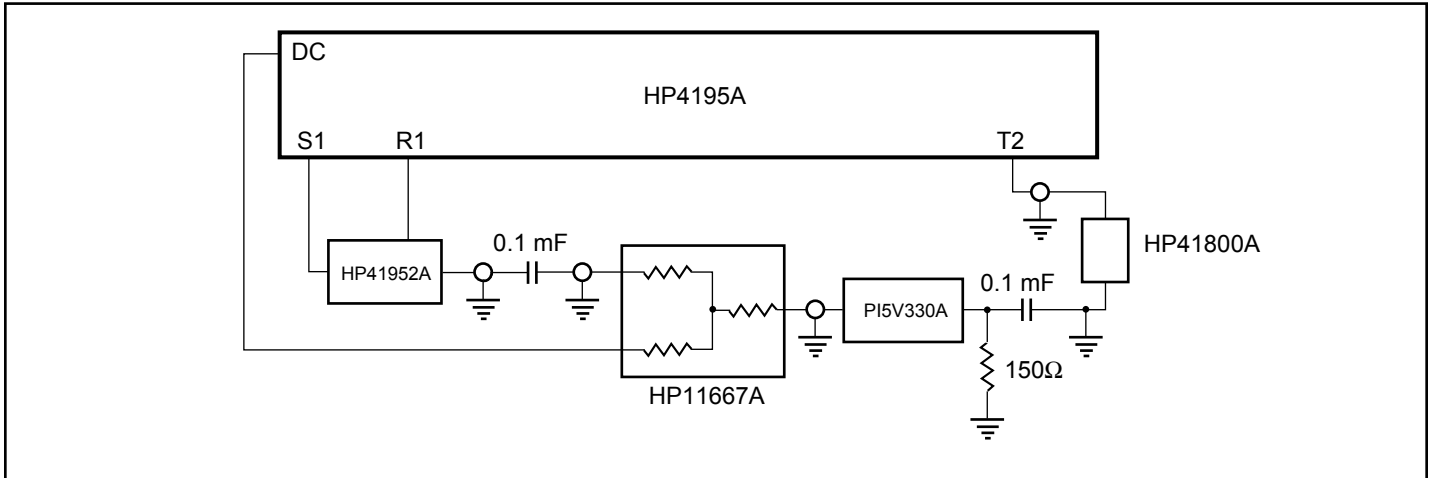 DC
HP4195A
S1
R1
T2
0.1 mF
HP41800A
HP41952A
0.1 mF
PI5V330A
150Ω
HP11667A